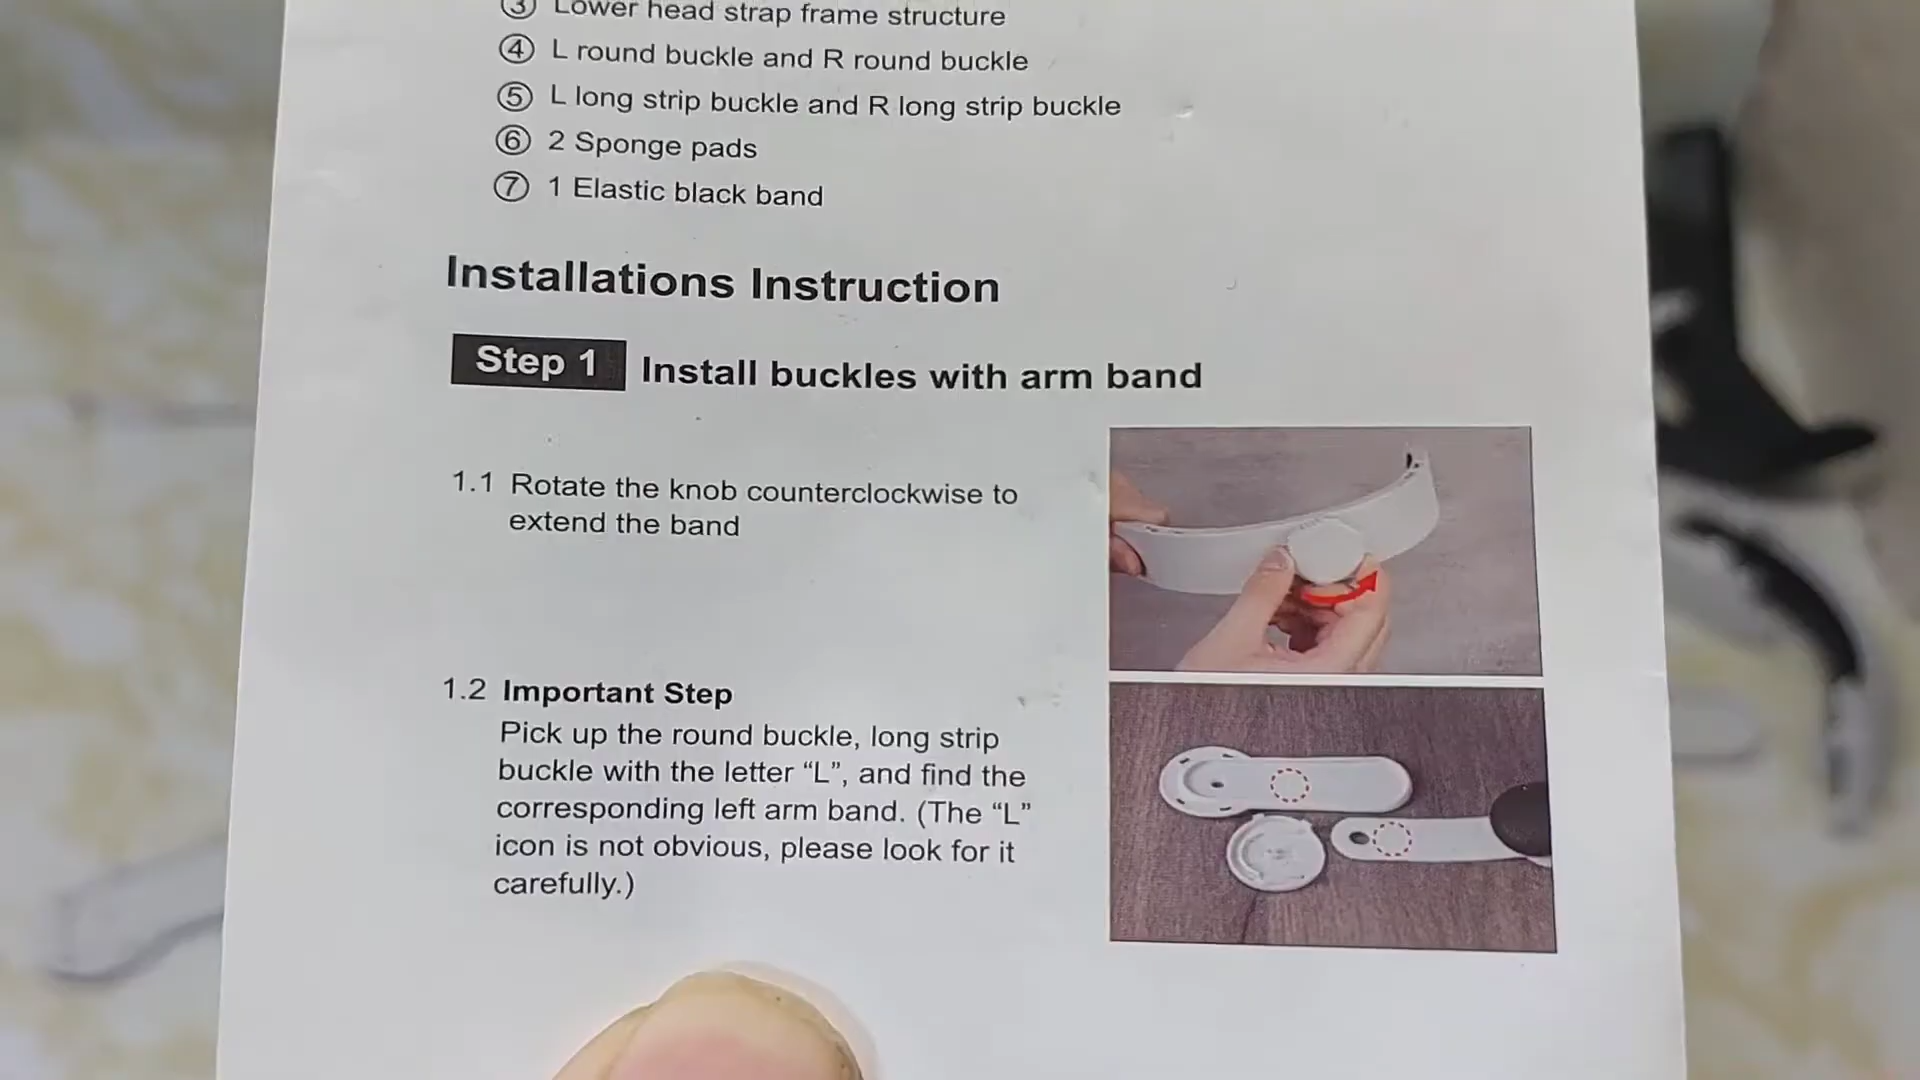 ③ Lower head strap frame structure
④ L round buckle and R round buckle
⑤ L long strip buckle and R long strip buckle
⑥ 2 Sponge pads
⑦ 1 Elastic black band
Installations Instruction
Step 1 Install buckles with arm band
1.1 Rotate the knob counterclockwise to
extend the band
1.2 Important Step
Pick up the round buckle, long strip
buckle with the letter “L”, and find the
corresponding left arm band. (The “L”
icon is not obvious, please look for it
carefully.)